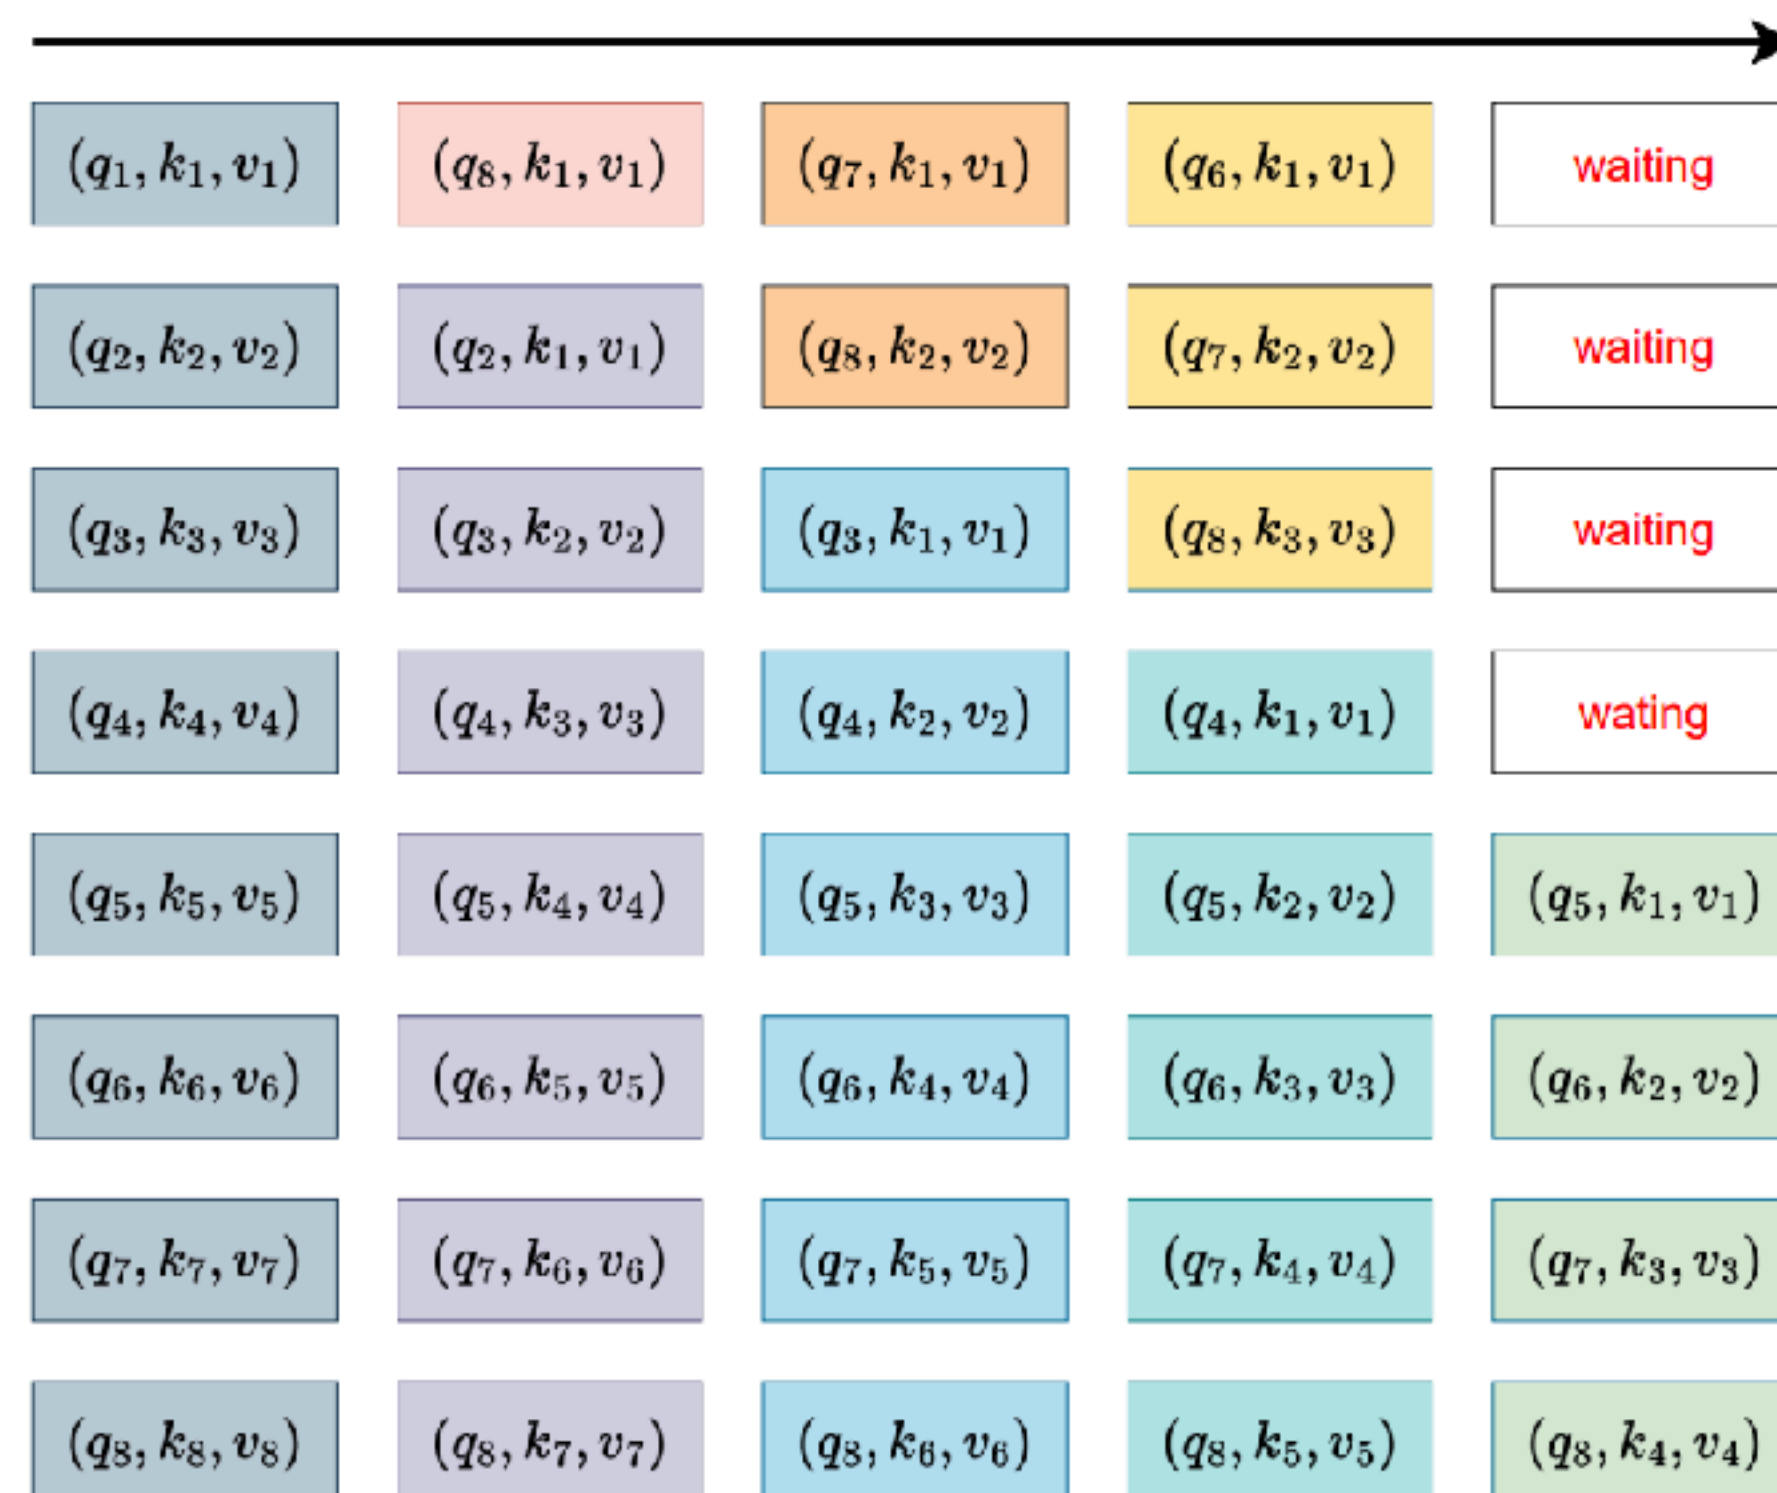 (q₁, k₁, v₁) (q₈, k₁, v₁) (q₇, k₁, v₁) (q₆, k₁, v₁) waiting
(q₂, k₂, v₂) (q₂, k₁, v₁) (q₈, k₂, v₂) (q₇, k₂, v₂) waiting
(q₃, k₃, v₃) (q₃, k₂, v₂) (q₃, k₁, v₁) (q₈, k₃, v₃) waiting
(q₄, k₄, v₄) (q₄, k₃, v₃) (q₄, k₂, v₂) (q₄, k₁, v₁) wating
(q₅, k₅, v₅) (q₅, k₄, v₄) (q₅, k₃, v₃) (q₅, k₂, v₂) (q₅, k₁, v₁)
(q₆, k₆, v₆) (q₆, k₅, v₅) (q₆, k₄, v₄) (q₆, k₃, v₃) (q₆, k₂, v₂)
(q₇, k₇, v₇) (q₇, k₆, v₆) (q₇, k₅, v₅) (q₇, k₄, v₄) (q₇, k₃, v₃)
(q₈, k₈, v₈) (q₈, k₇, v₇) (q₈, k₆, v₆) (q₈, k₅, v₅) (q₈, k₄, v₄)